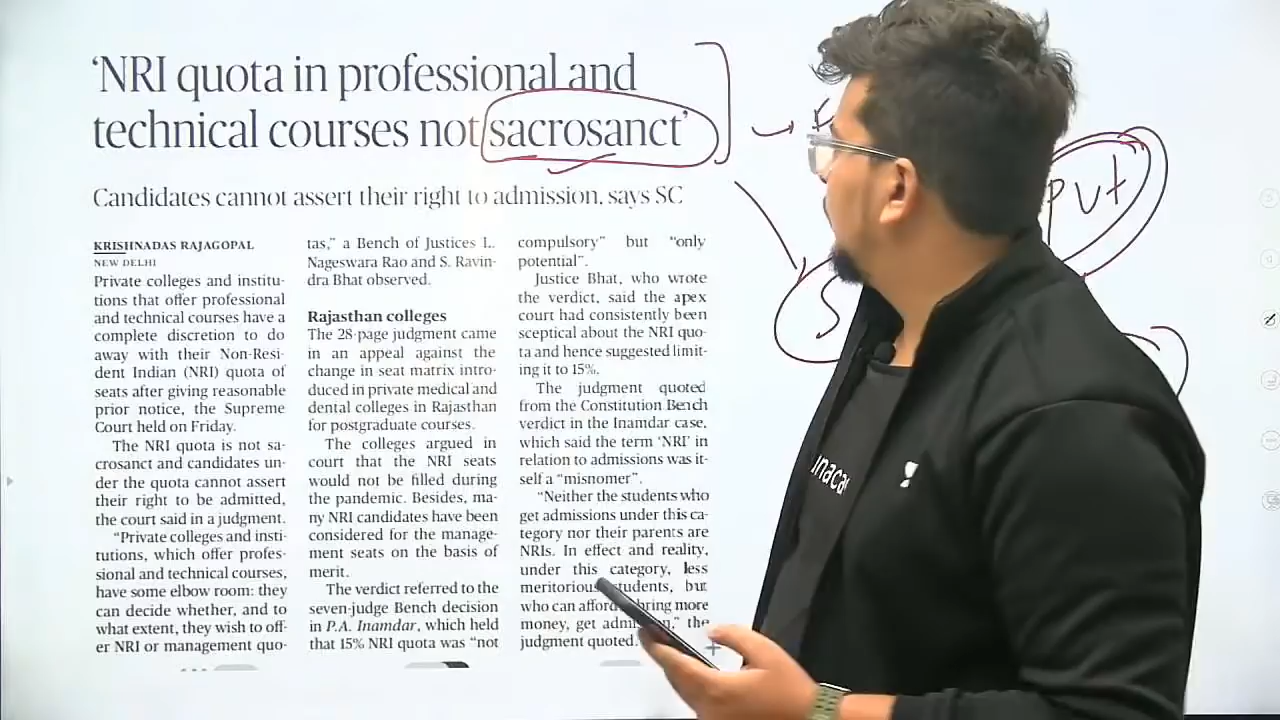 ‘NRI quota in professional and
technical courses not sacrosanct’
Candidates cannot assert their right to admission, says SC
KRISHNADAS RAJAGOPAL
NEW DELHI
Private colleges and institu-
tions that offer professional
and technical courses have a
complete discretion to do
away with their Non-Resi-
dent Indian (NRI) quota of
seats after giving reasonable
prior notice, the Supreme
Court held on Friday.
The NRI quota is not sa-
crosanct and candidates un-
der the quota cannot assert
their right to be admitted,
the court said in a judgment.
“Private colleges and insti-
tutions, which offer profes-
sional and technical courses,
have some elbow room: they
can decide whether, and to
what extent, they wish to off-
er NRI or management quo-
tas,” a Bench of Justices L.
Nageswara Rao and S. Ravin-
dra Bhat observed.
Rajasthan colleges
The 28-page judgment came
in an appeal against the
change in seat matrix intro-
duced in private medical and
dental colleges in Rajasthan
for postgraduate courses.
The colleges argued in
court that the NRI seats
would not be filled during
the pandemic. Besides, ma-
ny NRI candidates have been
considered for the manage-
ment seats on the basis of
merit.
The verdict referred to the
seven-judge Bench decision
in P.A. Inamdar, which held
that 15% NRI quota was “not
compulsory” but “only
potential”.
Justice Bhat, who wrote
the verdict, said the apex
court had consistently been
sceptical about the NRI quo-
ta and hence suggested limit-
ing it to 15%.
The judgment quoted
from the Constitution Bench
verdict in the Inamdar case,
which said the term ‘NRI’ in
relation to admissions was it-
self a “misnomer”.
“Neither the students who
get admissions under this ca-
tegory nor their parents are
NRIs. In effect and reality,
under this category, less
meritorious students, but
who can afford bring more
money, get the
judgment quoted.
pvt